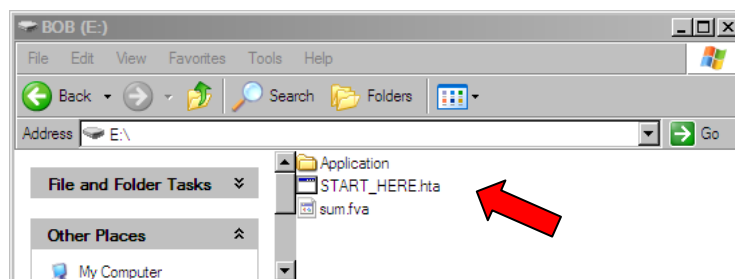 BOB (E:)
File Edit View Favorites Tools Help
Back Search Folders
Address E:\ Go
Application
File and Folder Tasks START_HERE.hta
sum.fva
Other Places
My Computer